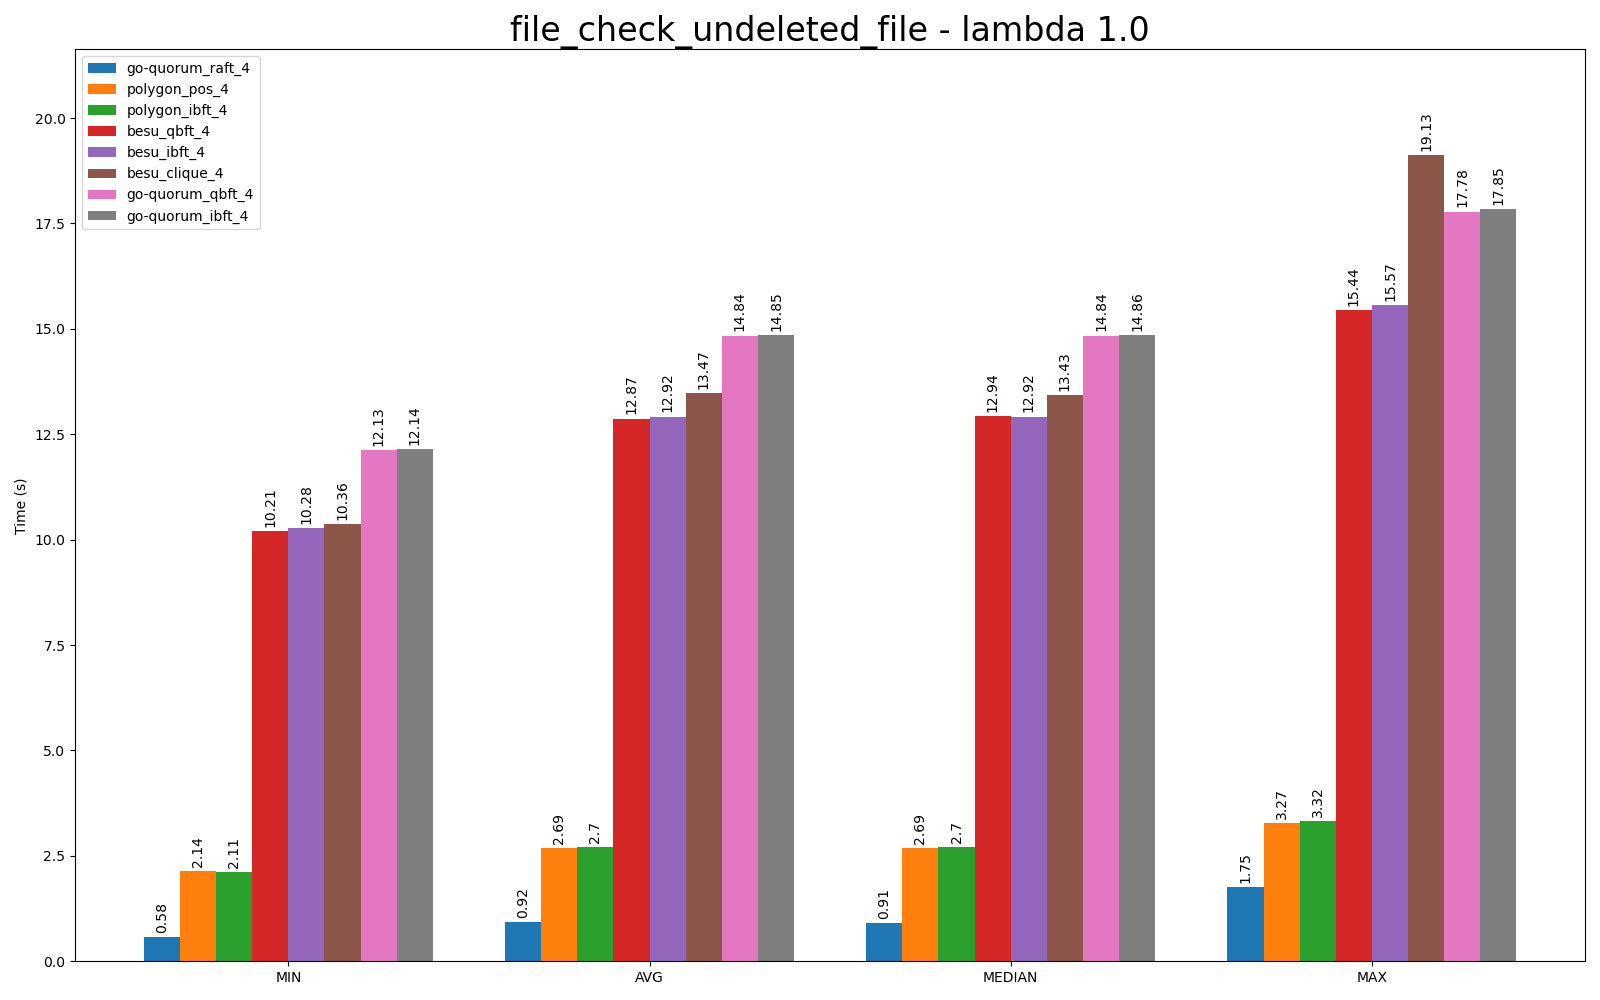 file_check_undeleted_file - lambda 1.0
go-quorum_raft_4
polygon_pos_4
polygon_ibft_4
besu_qbft_4
besu_ibft_4
besu_clique_4
go-quorum_qbft_4
go-quorum_ibft_4
Time (s)
20.0
17.5
15.0
12.5
10.0
7.5
5.0
2.5
0.0
0.58
2.14
2.11
10.21
10.28
10.36
12.13
12.14
0.92
2.69
2.7
12.87
12.92
13.47
14.84
14.85
0.91
2.69
2.7
12.94
12.92
13.43
14.84
14.86
1.75
3.27
3.32
15.44
15.57
19.13
17.78
17.85
MIN
AVG
MEDIAN
MAX